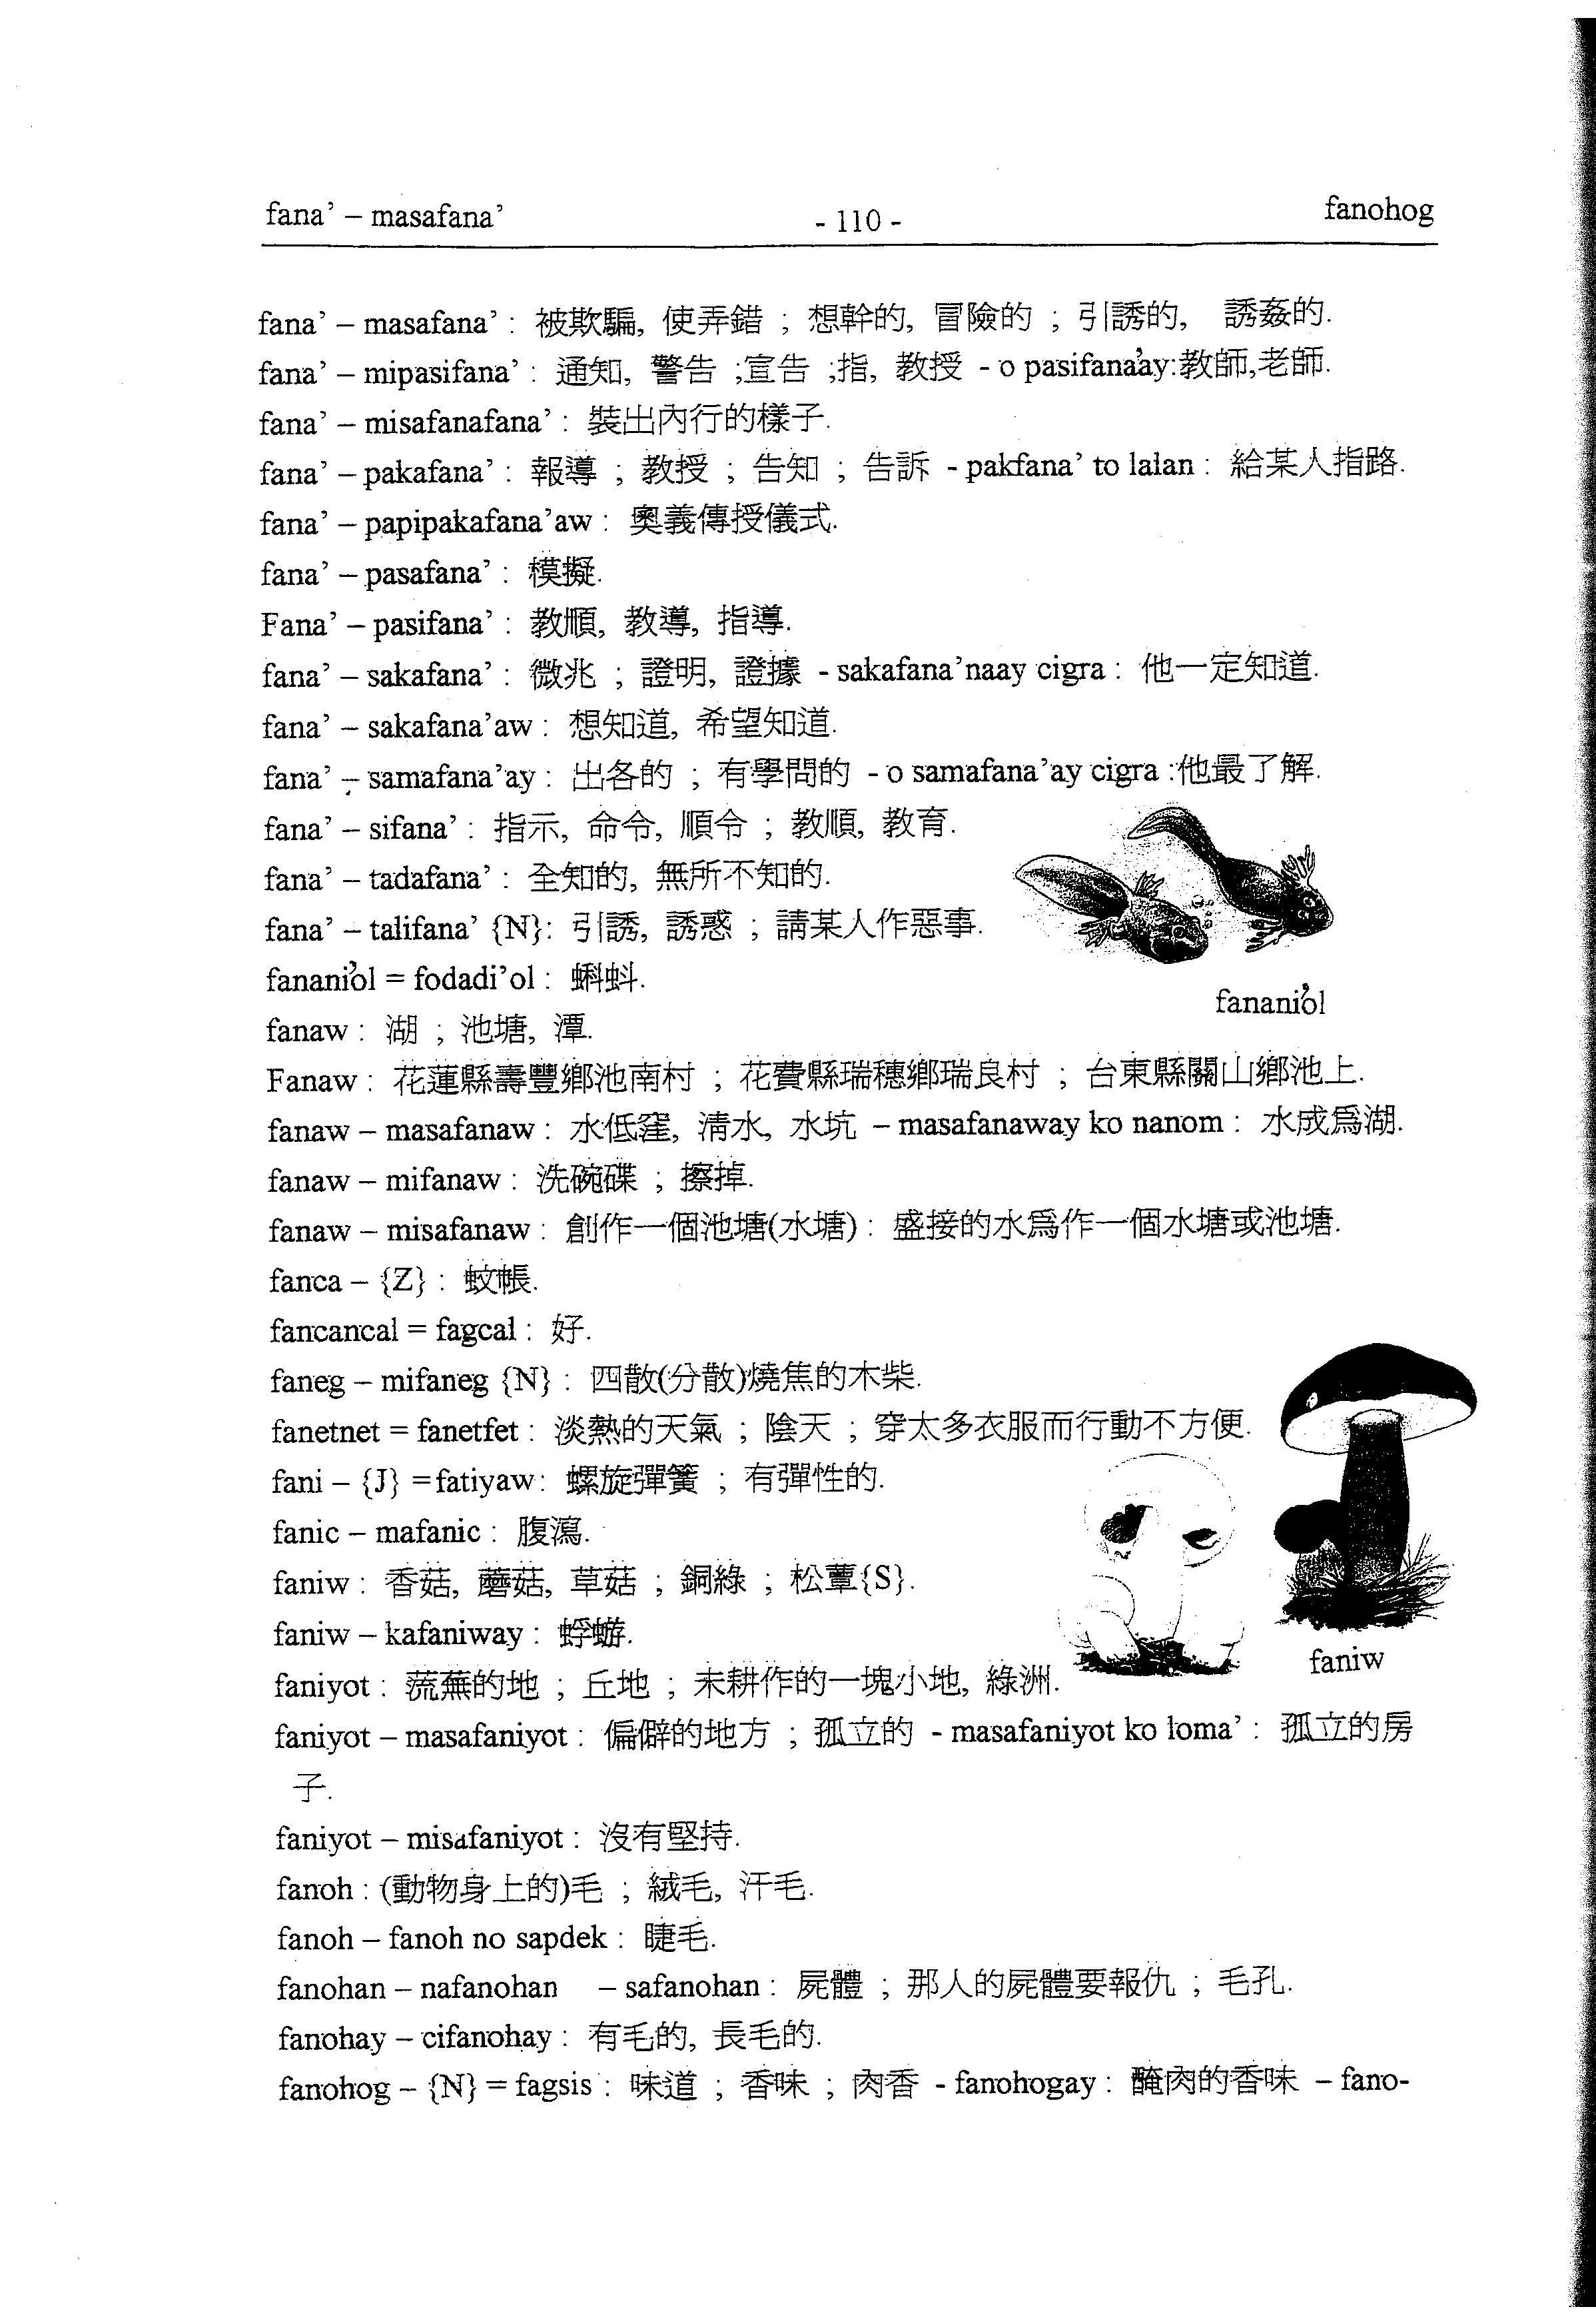 fana’ – masafana’ - 110 - fanohog
fana’ – masafana’ : 被欺騙, 使弄錯 ; 想幹的, 冒險的 ; 引誘的, 誘姦的.
fana’ – mipasifana’ : 通知, 警告 ;宣告 ;指, 教授 - o pasifana’ay:教師,老師.
fana’ – misafanafana’ : 裝出內行的樣子.
fana’ – pakafana’ : 報導 ; 教授 ; 告知 ; 告訴 - pakfana’ to lalan : 給某人指路.
fana’ – papipakafana’aw : 奧義傳授儀式.
fana’ – pasafana’ : 模擬.
Fana’ – pasifana’ : 教順, 教導, 指導.
fana’ – sakafana’ : 微兆 ; 證明, 證據 - sakafana’naay cigra : 他一定知道.
fana’ – sakafana’aw : 想知道, 希望知道.
fana’ – samafana’ay : 出各的 ; 有學問的 - o samafana’ay cigra :他最了解.
fana’ – sifana’ : 指示, 命令, 順令 ; 教順, 教育.
fana’ – tadafana’ : 全知的, 無所不知的.
fana’ – talifana’ {N}: 引誘, 誘惑 ; 請某人作惡事.
fanani’ol = fodadi’ol : 蝌蚪.
fanani’ol
fanaw : 湖 ; 池塘, 潭.
Fanaw : 花蓮縣壽豐鄉池南村 ; 花費縣瑞穗鄉瑞良村 ; 台東縣關山鄉池上.
fanaw – masafanaw : 水低窪, 清水, 水坑 – masafanaway ko nanom : 水成爲湖.
fanaw – mifanaw : 洗碗碟 ; 擦掉.
fanaw – misafanaw : 創作一個池塘(水塘) : 盛接的水爲作一個水塘或池塘.
fanca – {Z} : 蚊帳.
fancancal = fagcal : 好.
faneg – mifaneg {N} : 四散(分散)燒焦的木柴.
fanetnet = fanetfet : 淡熱的天氣 ; 陰天 ; 穿太多衣服而行動不方便.
fani – {J} =fatiyaw: 螺旋彈簧 ; 有彈性的.
fanic – mafanic : 腹瀉.
faniw : 香菇, 蘑菇, 草菇 ; 銅綠 ; 松蕈{S}.
faniw – kafaniway : 蜉蝣.
faniw
faniyot : 荒蕪的地 ; 丘地 ; 未耕作的一塊小地, 綠洲.
faniyot – masafaniyot : 偏僻的地方 ; 孤立的 - masafaniyot ko loma’ : 孤立的房
子.
faniyot – misafaniyot : 沒有堅持.
fanoh : (動物身上的)毛 ; 絨毛, 汗毛.
fanoh – fanoh no sapdek : 睫毛.
fanohan – nafanohan – safanohan : 屍體 ; 那人的屍體要報仇 ; 毛孔.
fanohay – cifanohay : 有毛的, 長毛的.
fanohog – {N} = fagsis : 味道 ; 香味 ; 肉香 - fanohogay : 醃肉的香味 – fano-